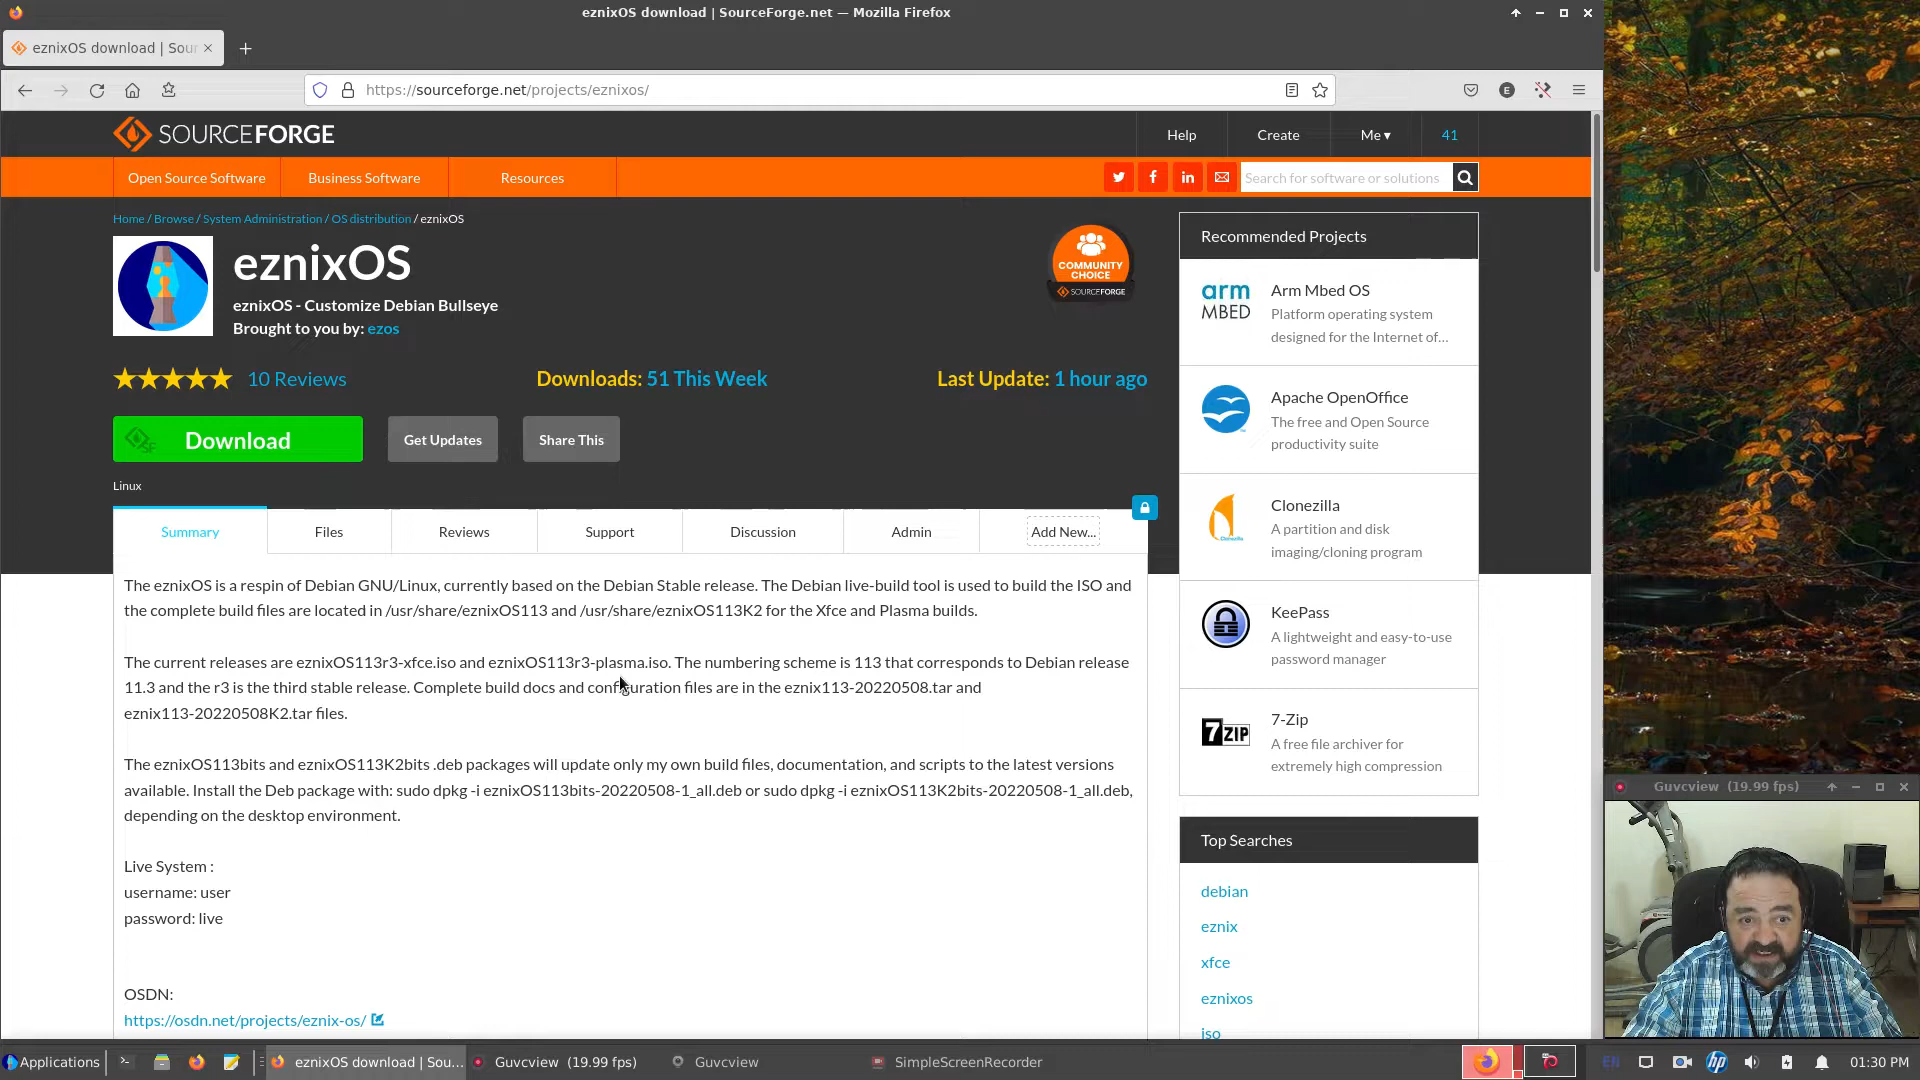 eznixOS download | SourceForge.net — Mozilla Firefox
eznixOS download | Sou
https://sourceforge.net/projects/eznixos/
SOURCEFORGE
Help
Create
Me ▾
41
Open Source Software
Business Software
Resources
Search for software or solutions
Home / Browse / System Administration / OS distribution / eznixOS
eznixOS
eznixOS - Customize Debian Bullseye
Brought to you by: ezos
COMMUNITY
CHOICE
SOURCEFORGE
10 Reviews
Downloads: 51 This Week
Last Update: 1 hour ago
Download
Get Updates
Share This
Linux
Summary
Files
Reviews
Support
Discussion
Admin
Add New...
The eznixOS is a respin of Debian GNU/Linux, currently based on the Debian Stable release. The Debian live-build tool is used to build the ISO and
the complete build files are located in /usr/share/eznixOS113 and /usr/share/eznixOS113K2 for the Xfce and Plasma builds.
The current releases are eznixOS113r3-xfce.iso and eznixOS113r3-plasma.iso. The numbering scheme is 113 that corresponds to Debian release
11.3 and the r3 is the third stable release. Complete build docs and configuration files are in the eznix113-20220508.tar and
eznix113-20220508K2.tar files.
The eznixOS113bits and eznixOS113K2bits .deb packages will update only my own build files, documentation, and scripts to the latest versions
available. Install the Deb package with: sudo dpkg -i eznixOS113bits-20220508-1_all.deb or sudo dpkg -i eznixOS113K2bits-20220508-1_all.deb,
depending on the desktop environment.
Live System :
username: user
password: live
OSDN:
https://osdn.net/projects/eznix-os/
Recommended Projects
arm
MBED
Arm Mbed OS
Platform operating system
designed for the Internet of…
Apache OpenOffice
The free and Open Source
productivity suite
Clonezilla
A partition and disk
imaging/cloning program
KeePass
A lightweight and easy-to-use
password manager
7ZIP
7-Zip
A free file archiver for
extremely high compression
Top Searches
debian
eznix
xfce
eznixos
iso
Guvcview (19.99 fps)
Applications
eznixOS download | Sou...
Guvcview (19.99 fps)
Guvcview
SimpleScreenRecorder
EN
hp
01:30 PM